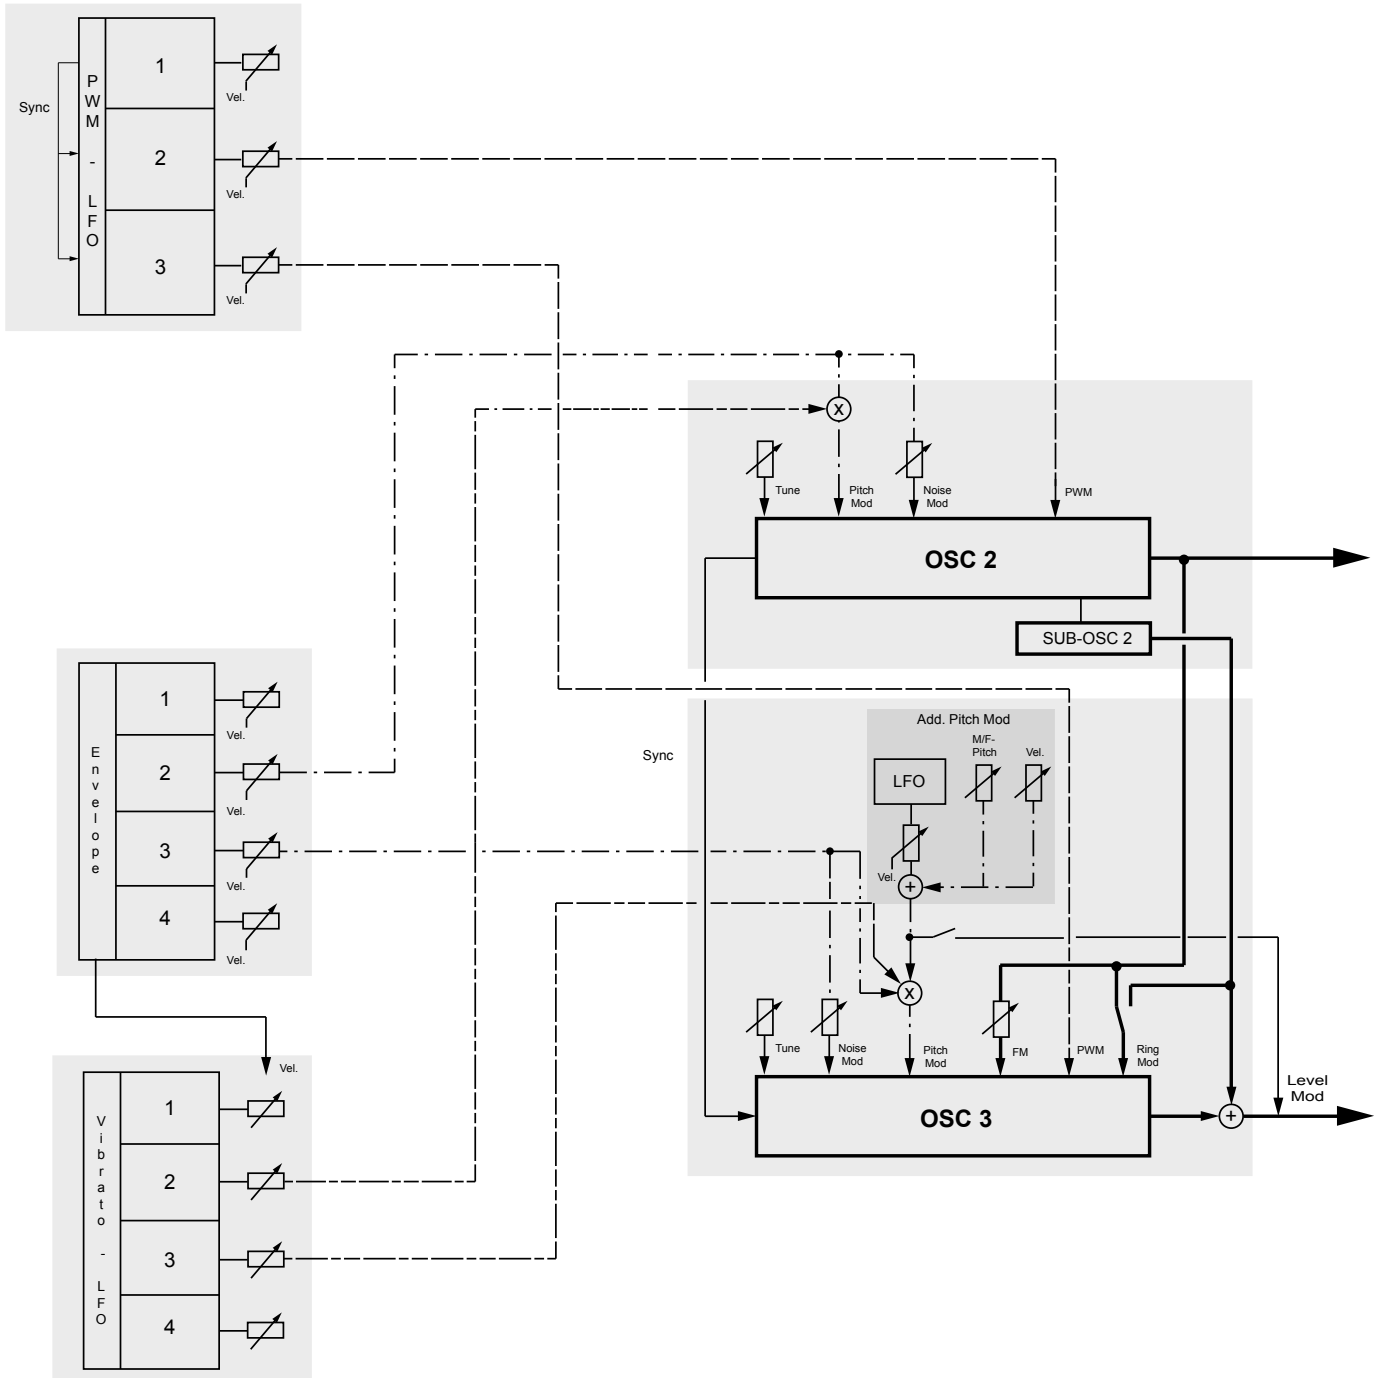 Sync
P
W
M
-
L
F
O
1
Vel.
2
Vel.
3
Vel.
X
Tune
Pitch
Mod
Noise
Mod
PWM
OSC 2
SUB-OSC 2
E
n
v
e
l
o
p
e
1
Vel.
2
Vel.
3
Vel.
4
Vel.
Sync
Add. Pitch Mod
M/F-
Pitch
Vel.
LFO
Vel.
+
X
Tune
Noise
Mod
Pitch
Mod
FM
PWM
Ring
Mod
OSC 3
+
Level
Mod
Vel.
V
i
b
r
a
t
o
-
L
F
O
1
2
3
4